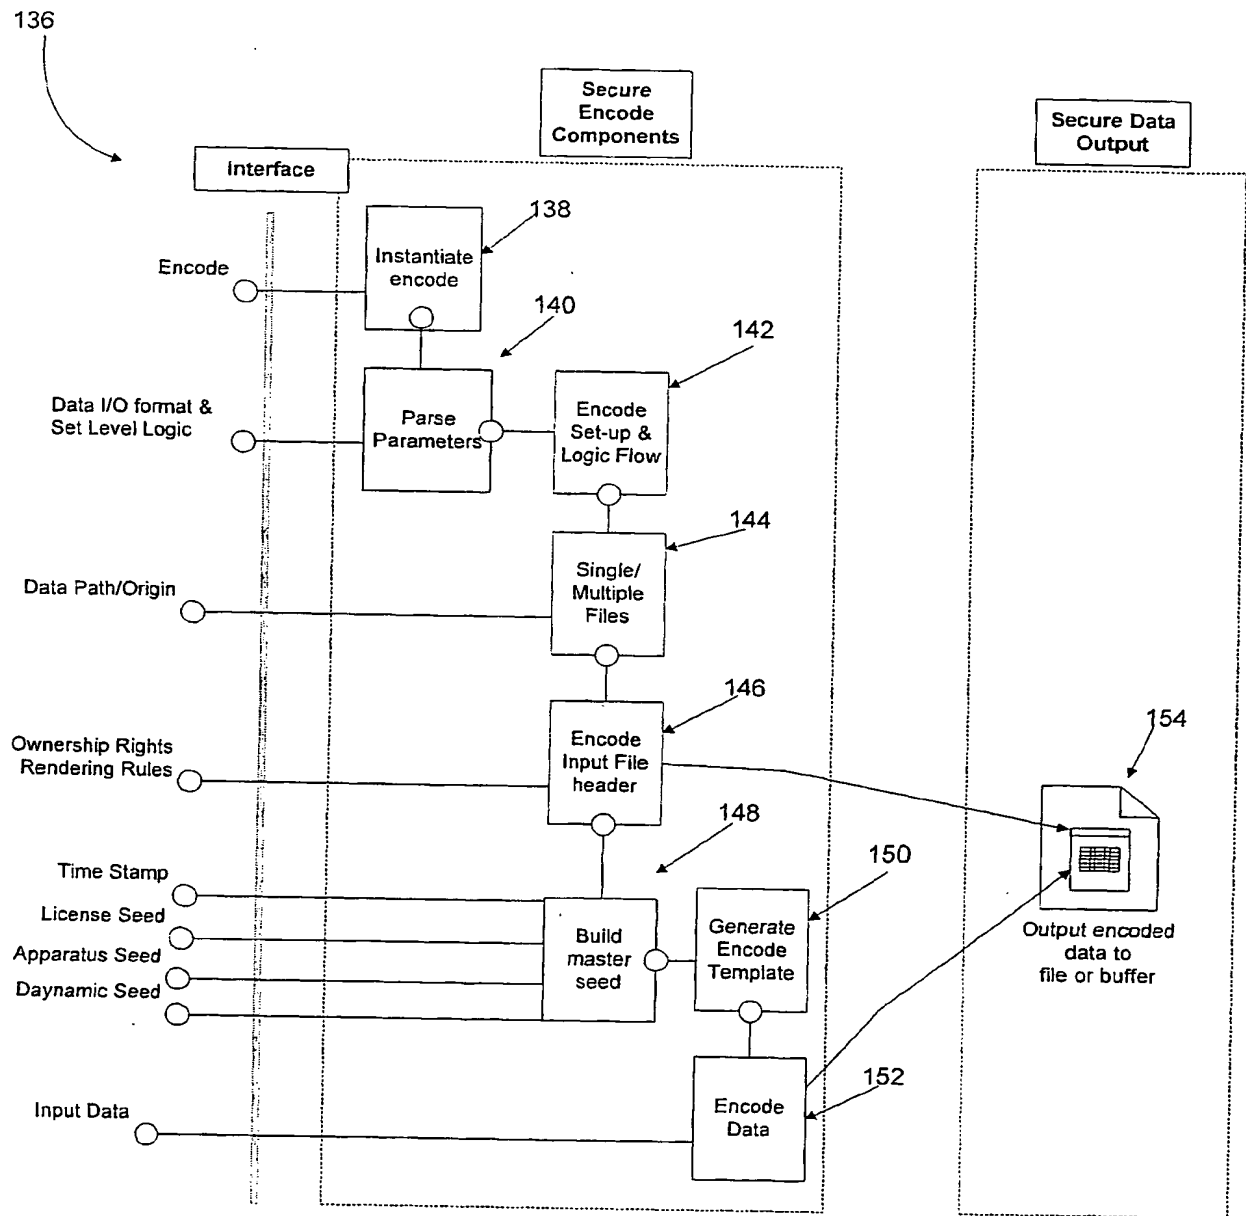 136
Secure
Encode
Components
Secure Data
Output
Interface
138
Instantiate
encode
Encode
140
142
Data I/O format &
Set Level Logic
Parse
Parameters
Encode
Set-up &
Logic Flow
144
Single/
Multiple
Files
Data Path/Origin
146
Encode
Input File
header
Ownership Rights
Rendering Rules
154
148
150
Time Stamp
License Seed
Apparatus Seed
Daynamic Seed
Build
master
seed
Generate
Encode
Template
Output encoded
data to
file or buffer
152
Encode
Data
Input Data